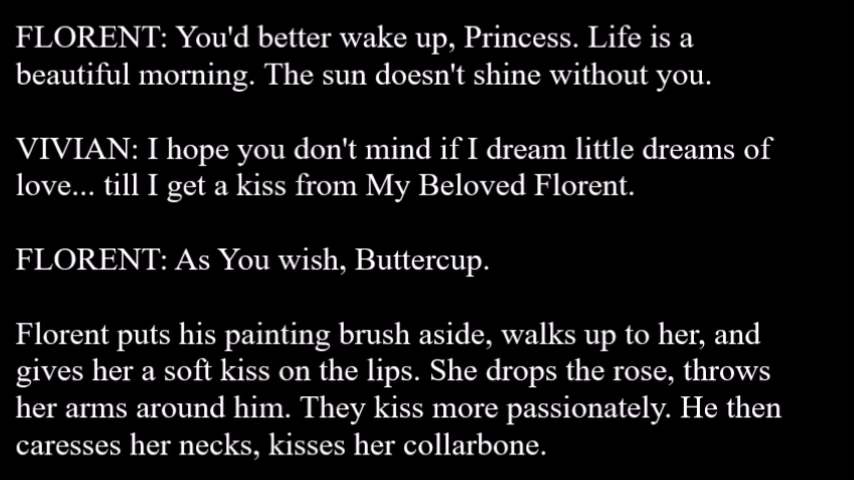 FLORENT: You'd better wake up, Princess. Life is a
beautiful morning. The sun doesn't shine without you.
VIVIAN: I hope you don't mind if I dream little dreams of
love... till I get a kiss from My Beloved Florent.
FLORENT: As You wish, Buttercup.
Florent puts his painting brush aside, walks up to her, and
gives her a soft kiss on the lips. She drops the rose, throws
her arms around him. They kiss more passionately. He then
caresses her necks, kisses her collarbone.